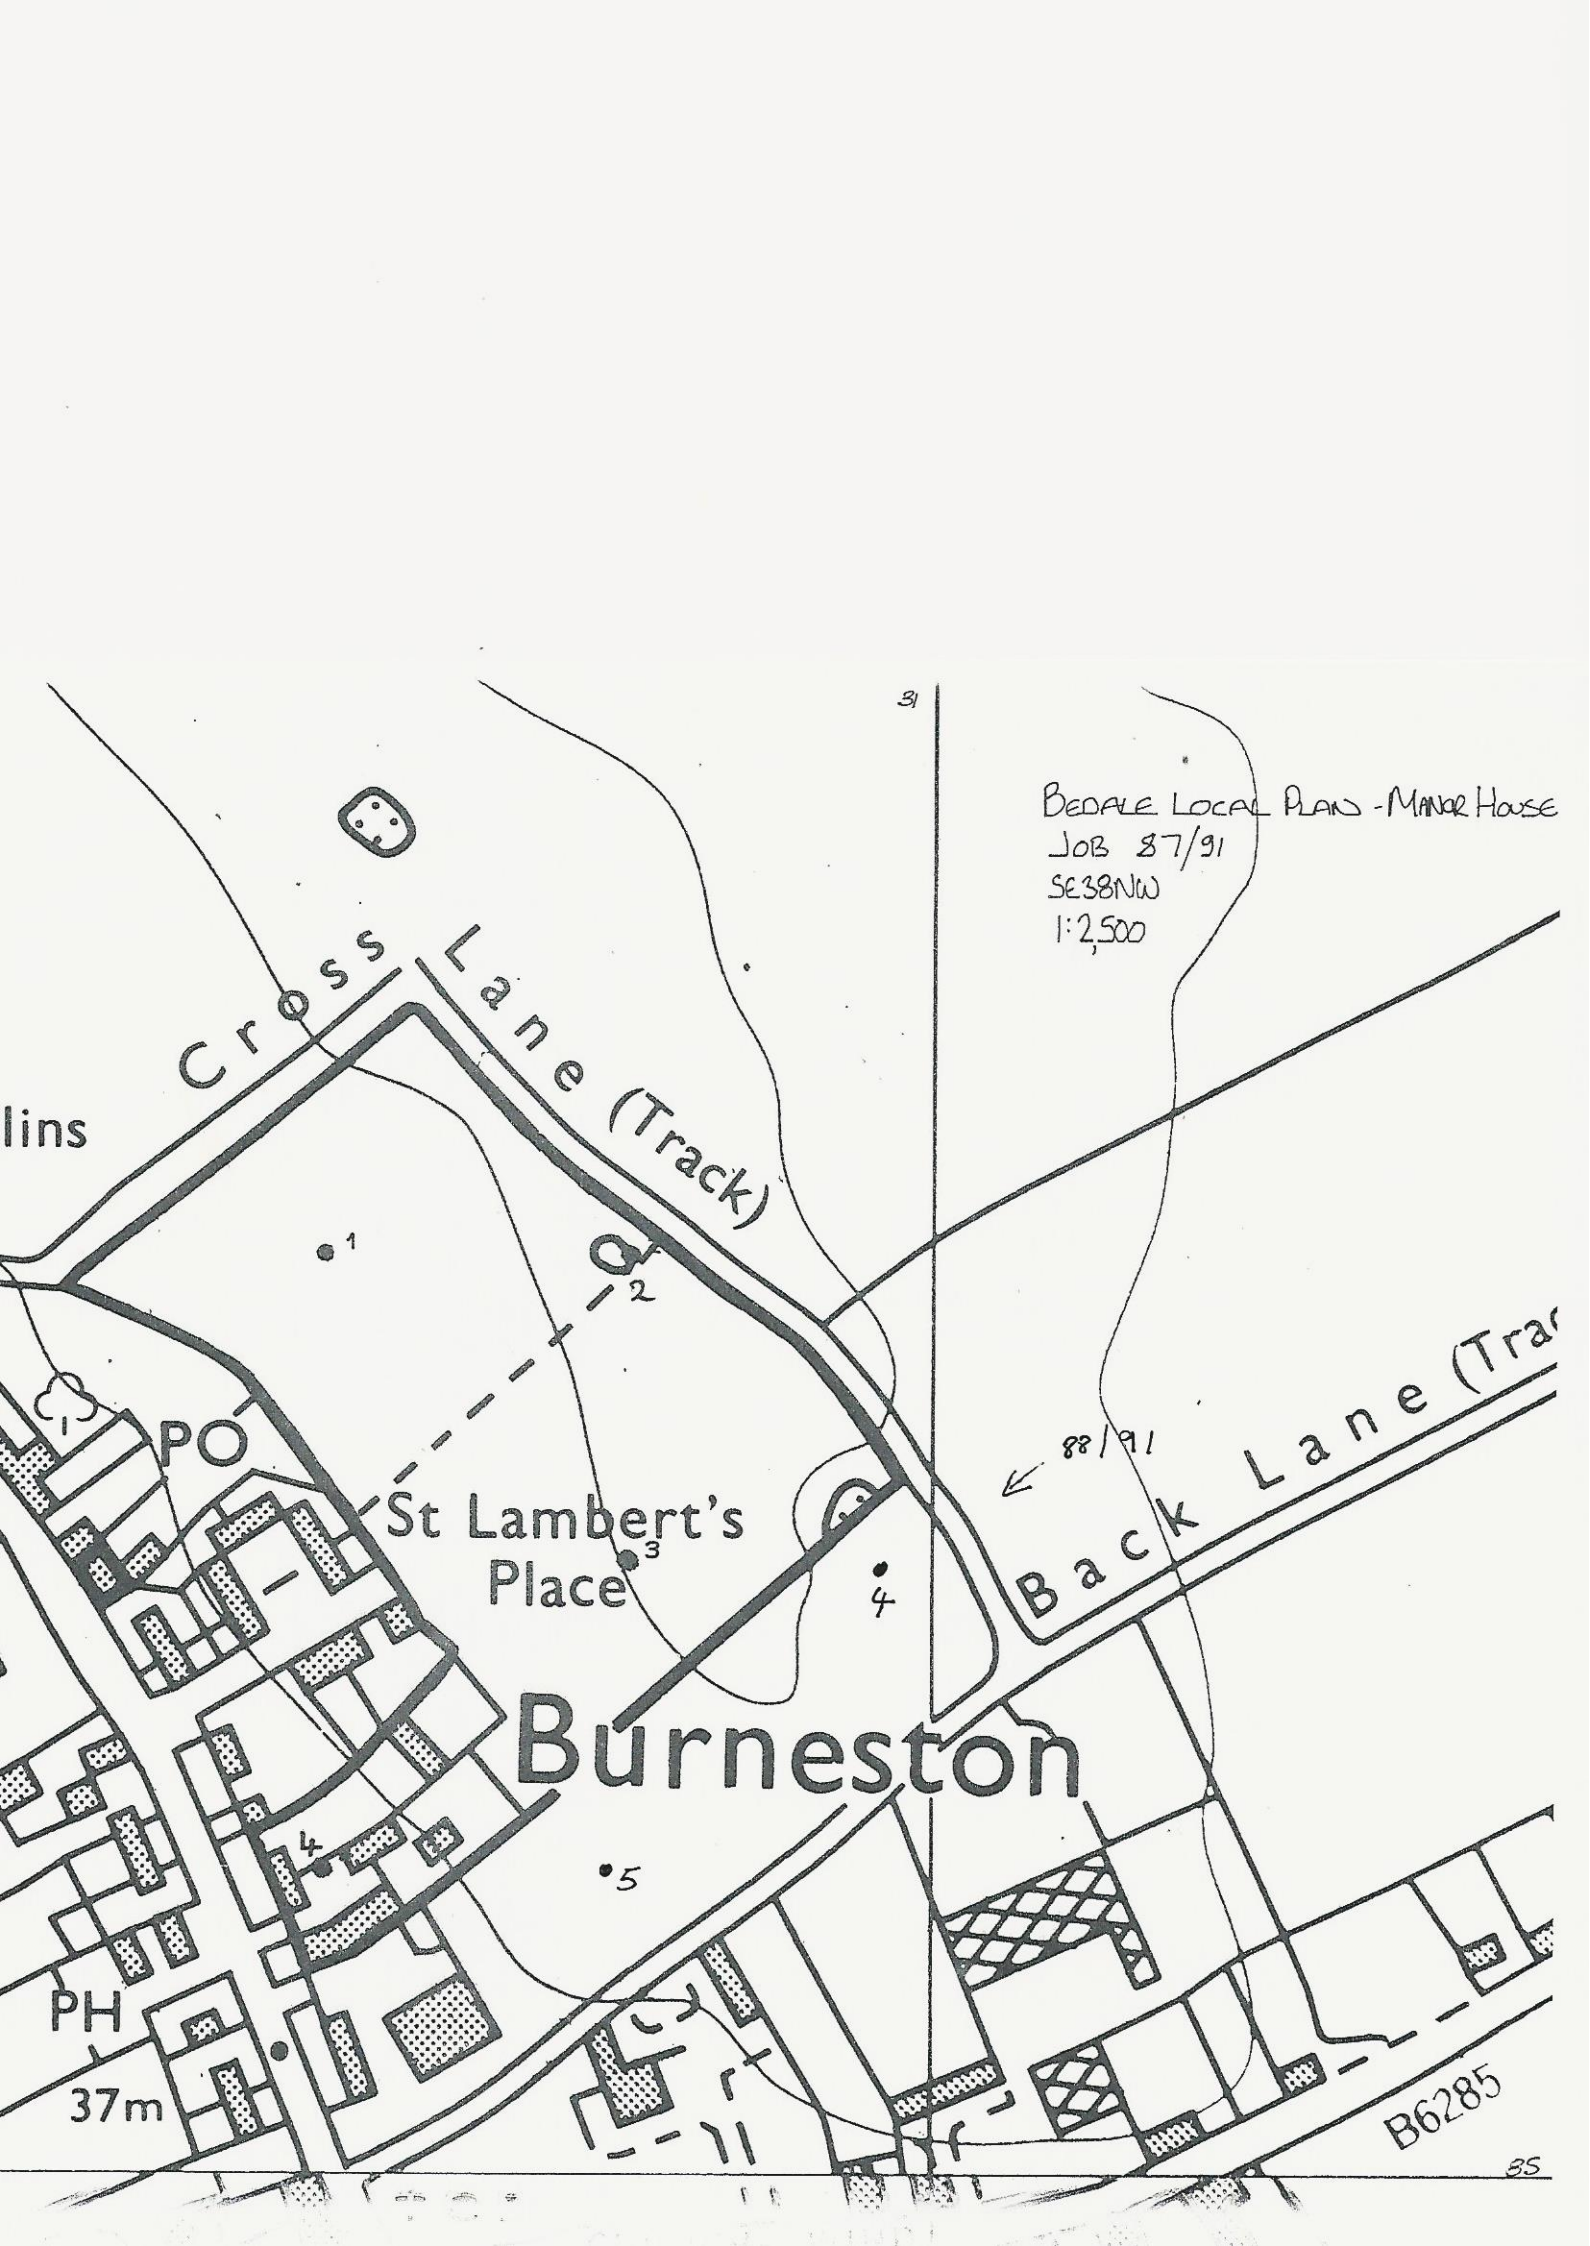 31
BEDALE LOCAL PLAN - MANOR HOUSE
JOB 87/91
SE38NW
1:2,500
Cross Lane (Track)
lins
1
2
PO
88/91
Back Lane (Trac
St Lambert's
Place
3
4
Burneston
4
5
PH
37m
B6285
85